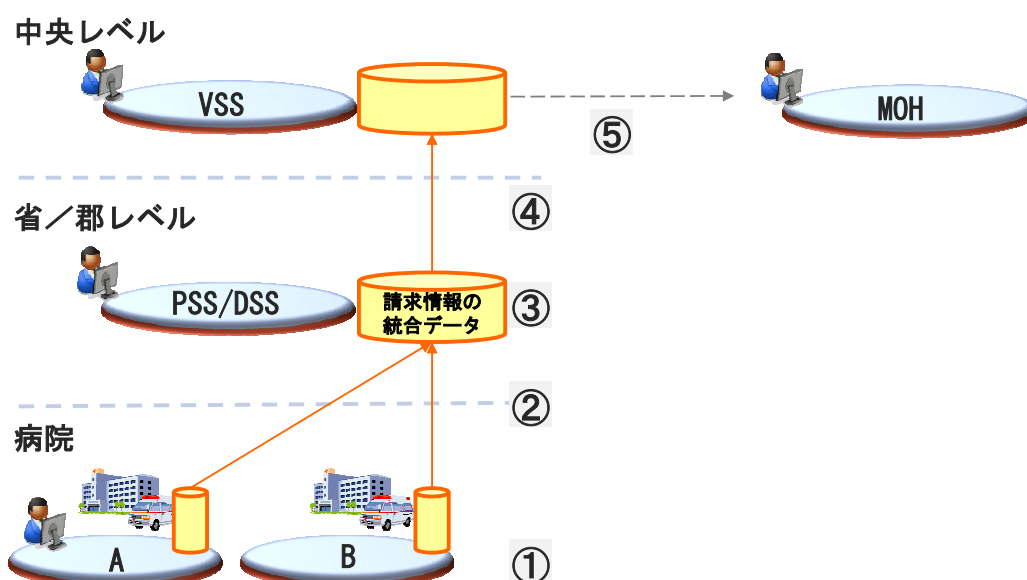 中央レベル
VSS
MOH
⑤
④
省／郡レベル
PSS/DSS
請求情報の
統合データ
③
②
病院
A
B
①